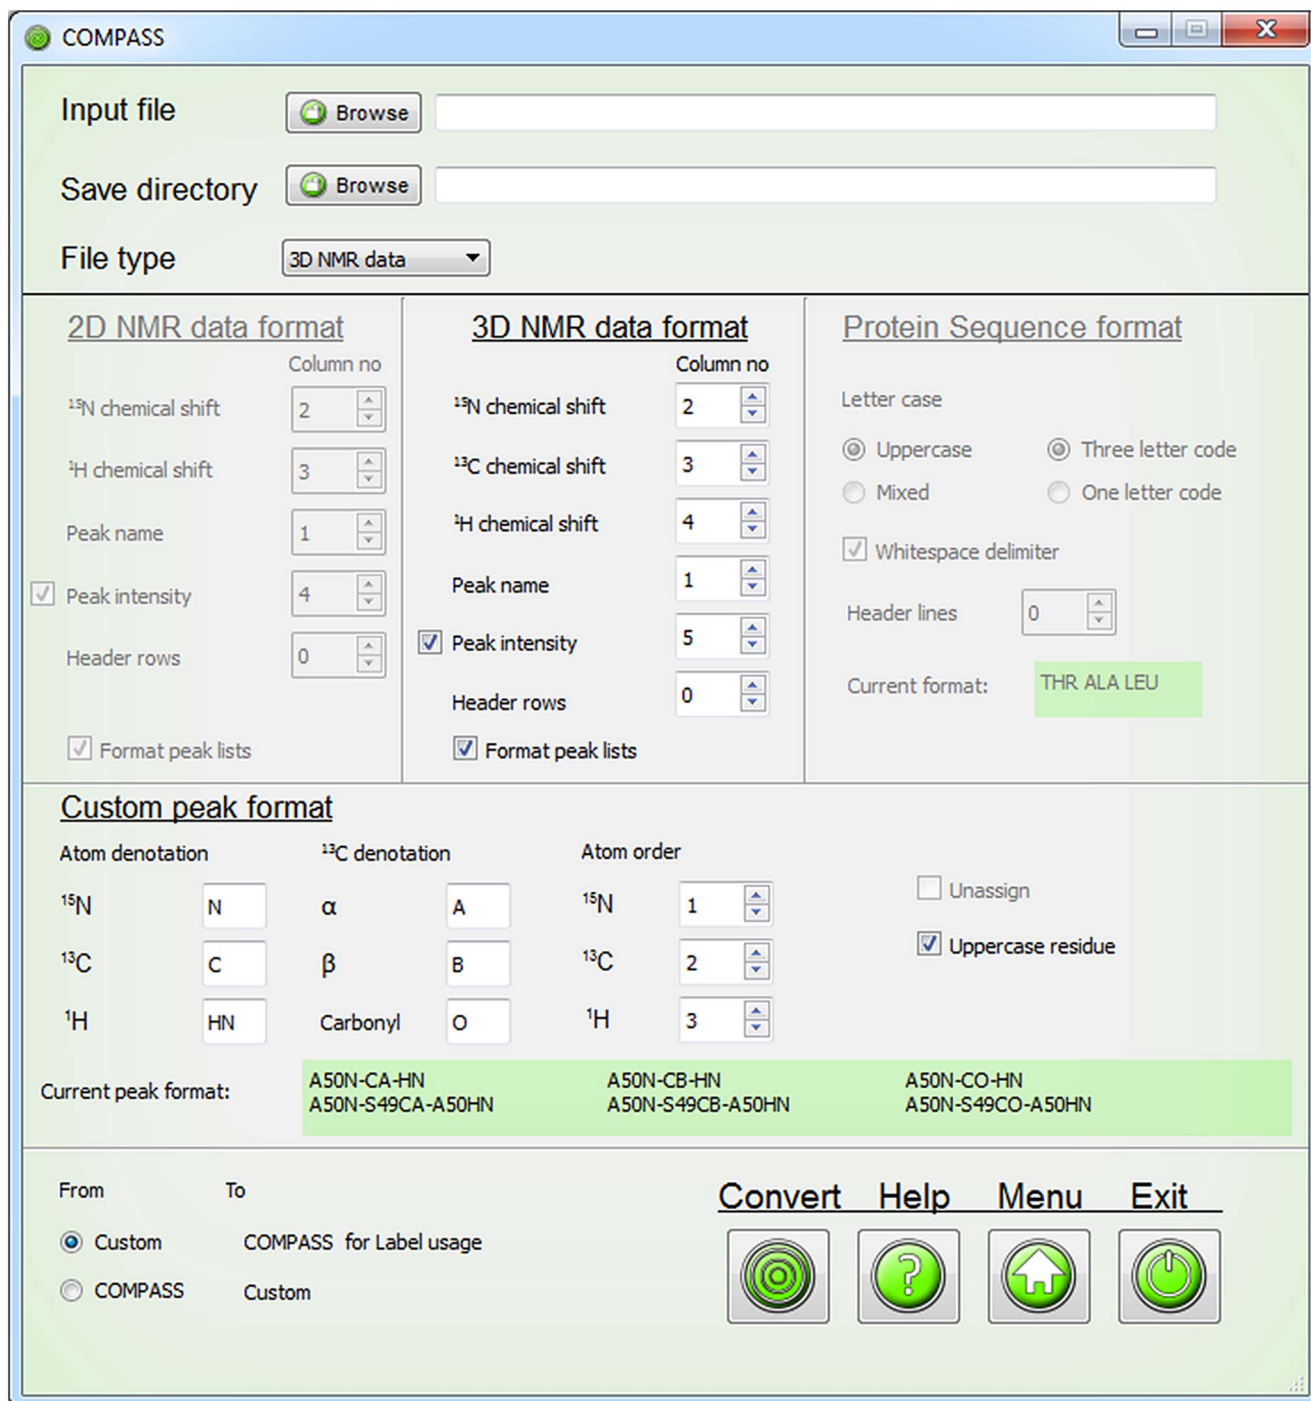 COMPASS
Input file Browse
Save directory Browse
File type 3D NMR data
2D NMR data format
Column no
¹⁵N chemical shift 2
¹H chemical shift 3
Peak name 1
Peak intensity 4
Header rows 0
Format peak lists
3D NMR data format
Column no
¹⁵N chemical shift 2
¹³C chemical shift 3
¹H chemical shift 4
Peak name 1
Peak intensity 5
Header rows 0
Format peak lists
Protein Sequence format
Letter case
Uppercase Three letter code
Mixed One letter code
Whitespace delimiter
Header lines 0
Current format: THR ALA LEU
Custom peak format
Atom denotation ¹³C denotation Atom order
¹⁵N N α A ¹⁵N 1 Unassign
¹³C C β B ¹³C 2 Uppercase residue
¹H HN Carbonyl O ¹H 3
Current peak format:
A50N-CA-HN A50N-CB-HN A50N-CO-HN
A50N-S49CA-A50HN A50N-S49CB-A50HN A50N-S49CO-A50HN
From To
Custom COMPASS for Label usage
COMPASS Custom
Convert Help Menu Exit
?